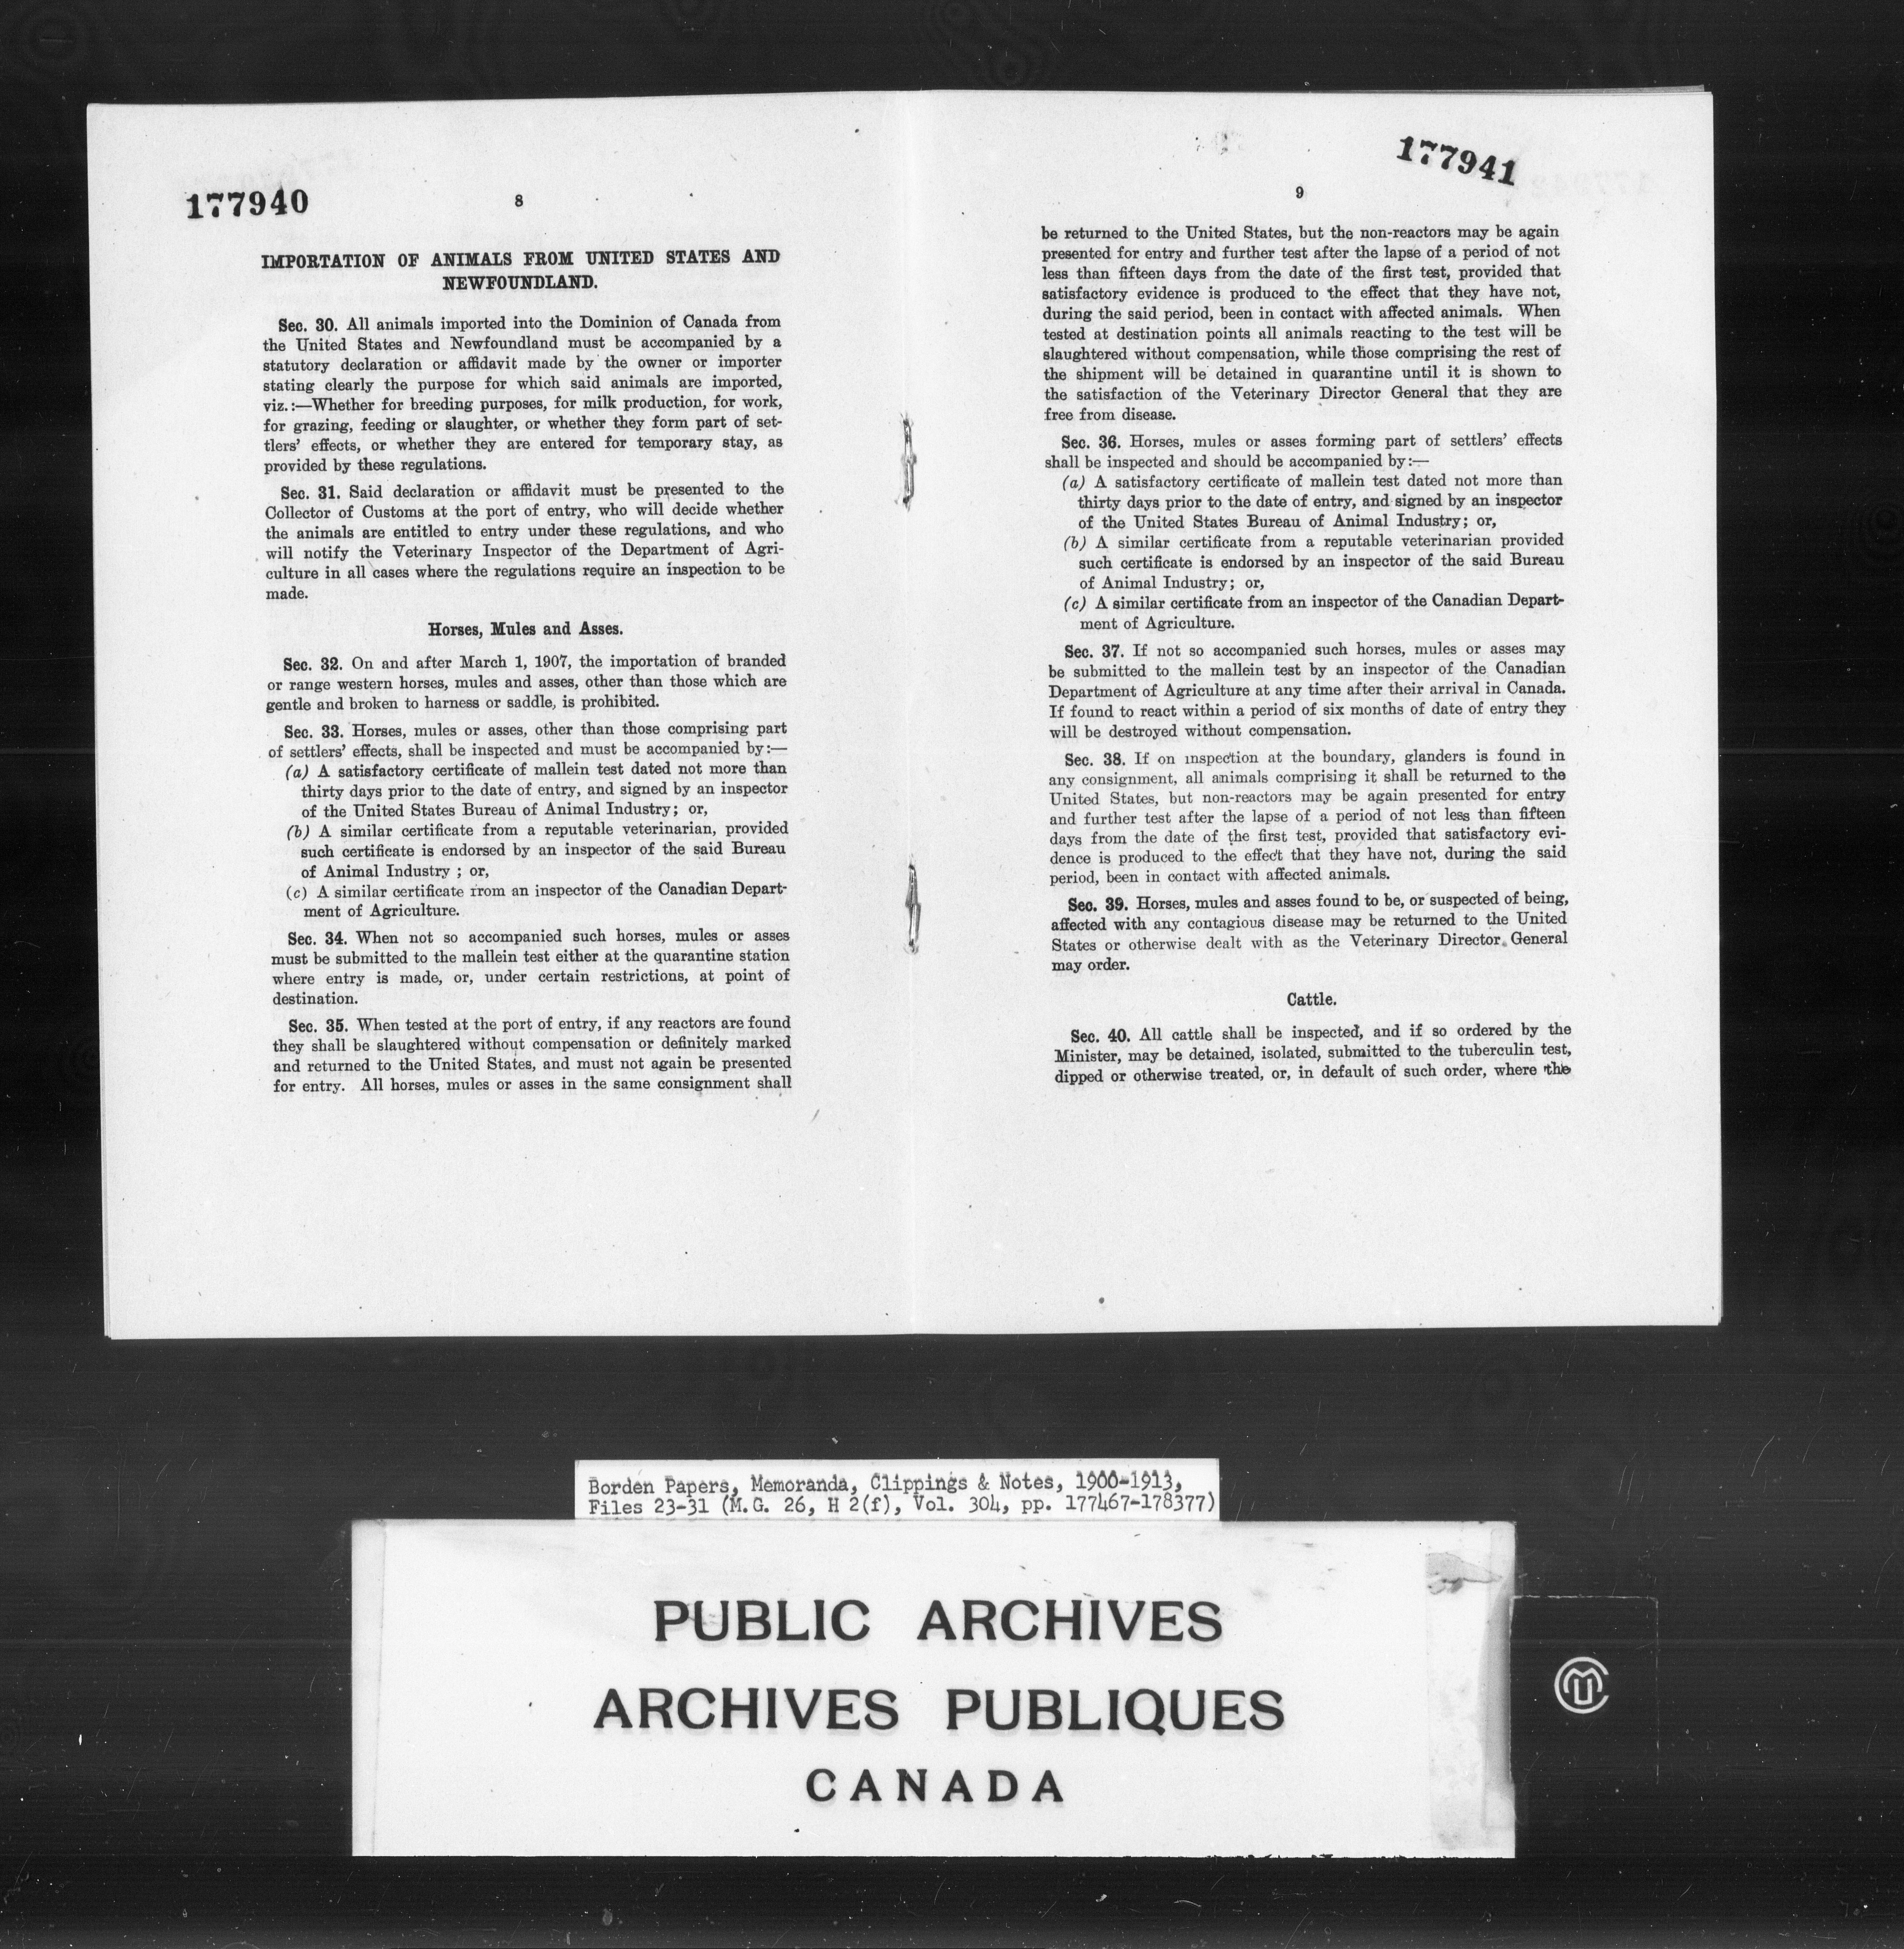 177940
8
IMPORTATION OF ANIMALS FROM UNITED STATES AND
NEWFOUNDLAND.
Sec. 30. All animals imported into the Dominion of Canada from
the United States and Newfoundland must be accompanied by a
statutory declaration or affidavit made by the owner or importer
stating clearly the purpose for which said animals are imported,
viz.:—Whether for breeding purposes, for milk production, for work,
for grazing, feeding or slaughter, or whether they form part of set-
tlers' effects, or whether they are entered for temporary stay, as
provided by these regulations.
Sec. 31. Said declaration or affidavit must be presented to the
Collector of Customs at the port of entry, who will decide whether
the animals are entitled to entry under these regulations, and who
will notify the Veterinary Inspector of the Department of Agri-
culture in all cases where the regulations require an inspection to be
made.
Horses, Mules and Asses.
Sec. 32. On and after March 1, 1907, the importation of branded
or range western horses, mules and asses, other than those which are
gentle and broken to harness or saddle, is prohibited.
Sec. 33. Horses, mules or asses, other than those comprising part
of settlers' effects, shall be inspected and must be accompanied by:—
(a) A satisfactory certificate of mallein test dated not more than
thirty days prior to the date of entry, and signed by an inspector
of the United States Bureau of Animal Industry; or,
(b) A similar certificate from a reputable veterinarian, provided
such certificate is endorsed by an inspector of the said Bureau
of Animal Industry ; or,
(c) A similar certificate from an inspector of the Canadian Depart-
ment of Agriculture.
Sec. 34. When not so accompanied such horses, mules or asses
must be submitted to the mallein test either at the quarantine station
where entry is made, or, under certain restrictions, at point of
destination.
Sec. 35. When tested at the port of entry, if any reactors are found
they shall be slaughtered without compensation or definitely marked
and returned to the United States, and must not again be presented
for entry. All horses, mules or asses in the same consignment shall
177941
9
be returned to the United States, but the non-reactors may be again
presented for entry and further test after the lapse of a period of not
less than fifteen days from the date of the first test, provided that
satisfactory evidence is produced to the effect that they have not,
during the said period, been in contact with affected animals. When
tested at destination points all animals reacting to the test will be
slaughtered without compensation, while those comprising the rest of
the shipment will be detained in quarantine until it is shown to
the satisfaction of the Veterinary Director General that they are
free from disease.
Sec. 36. Horses, mules or asses forming part of settlers' effects
shall be inspected and should be accompanied by:—
(a) A satisfactory certificate of mallein test dated not more than
thirty days prior to the date of entry, and signed by an inspector
of the United States Bureau of Animal Industry; or,
(b) A similar certificate from a reputable veterinarian provided
such certificate is endorsed by an inspector of the said Bureau
of Animal Industry; or,
(c) A similar certificate from an inspector of the Canadian Depart-
ment of Agriculture.
Sec. 37. If not so accompanied such horses, mules or asses may
be submitted to the mallein test by an inspector of the Canadian
Department of Agriculture at any time after their arrival in Canada.
If found to react within a period of six months of date of entry they
will be destroyed without compensation.
Sec. 38. If on inspection at the boundary, glanders is found in
any consignment, all animals comprising it shall be returned to the
United States, but non-reactors may be again presented for entry
and further test after the lapse of a period of not less than fifteen
days from the date of the first test, provided that satisfactory evi-
dence is produced to the effect that they have not, during the said
period, been in contact with affected animals.
Sec. 39. Horses, mules and asses found to be, or suspected of being,
affected with any contagious disease may be returned to the United
States or otherwise dealt with as the Veterinary Director General
may order.
Cattle.
Sec. 40. All cattle shall be inspected, and if so ordered by the
Minister, may be detained, isolated, submitted to the tuberculin test,
dipped or otherwise treated, or, in default of such order, where the
Borden Papers, Memoranda, Clippings & Notes, 1900-1913,
Files 23-31 (M.G. 26, H 2(f), Vol. 304, pp. 177467-178377)
PUBLIC ARCHIVES
ARCHIVES PUBLIQUES
CANADA